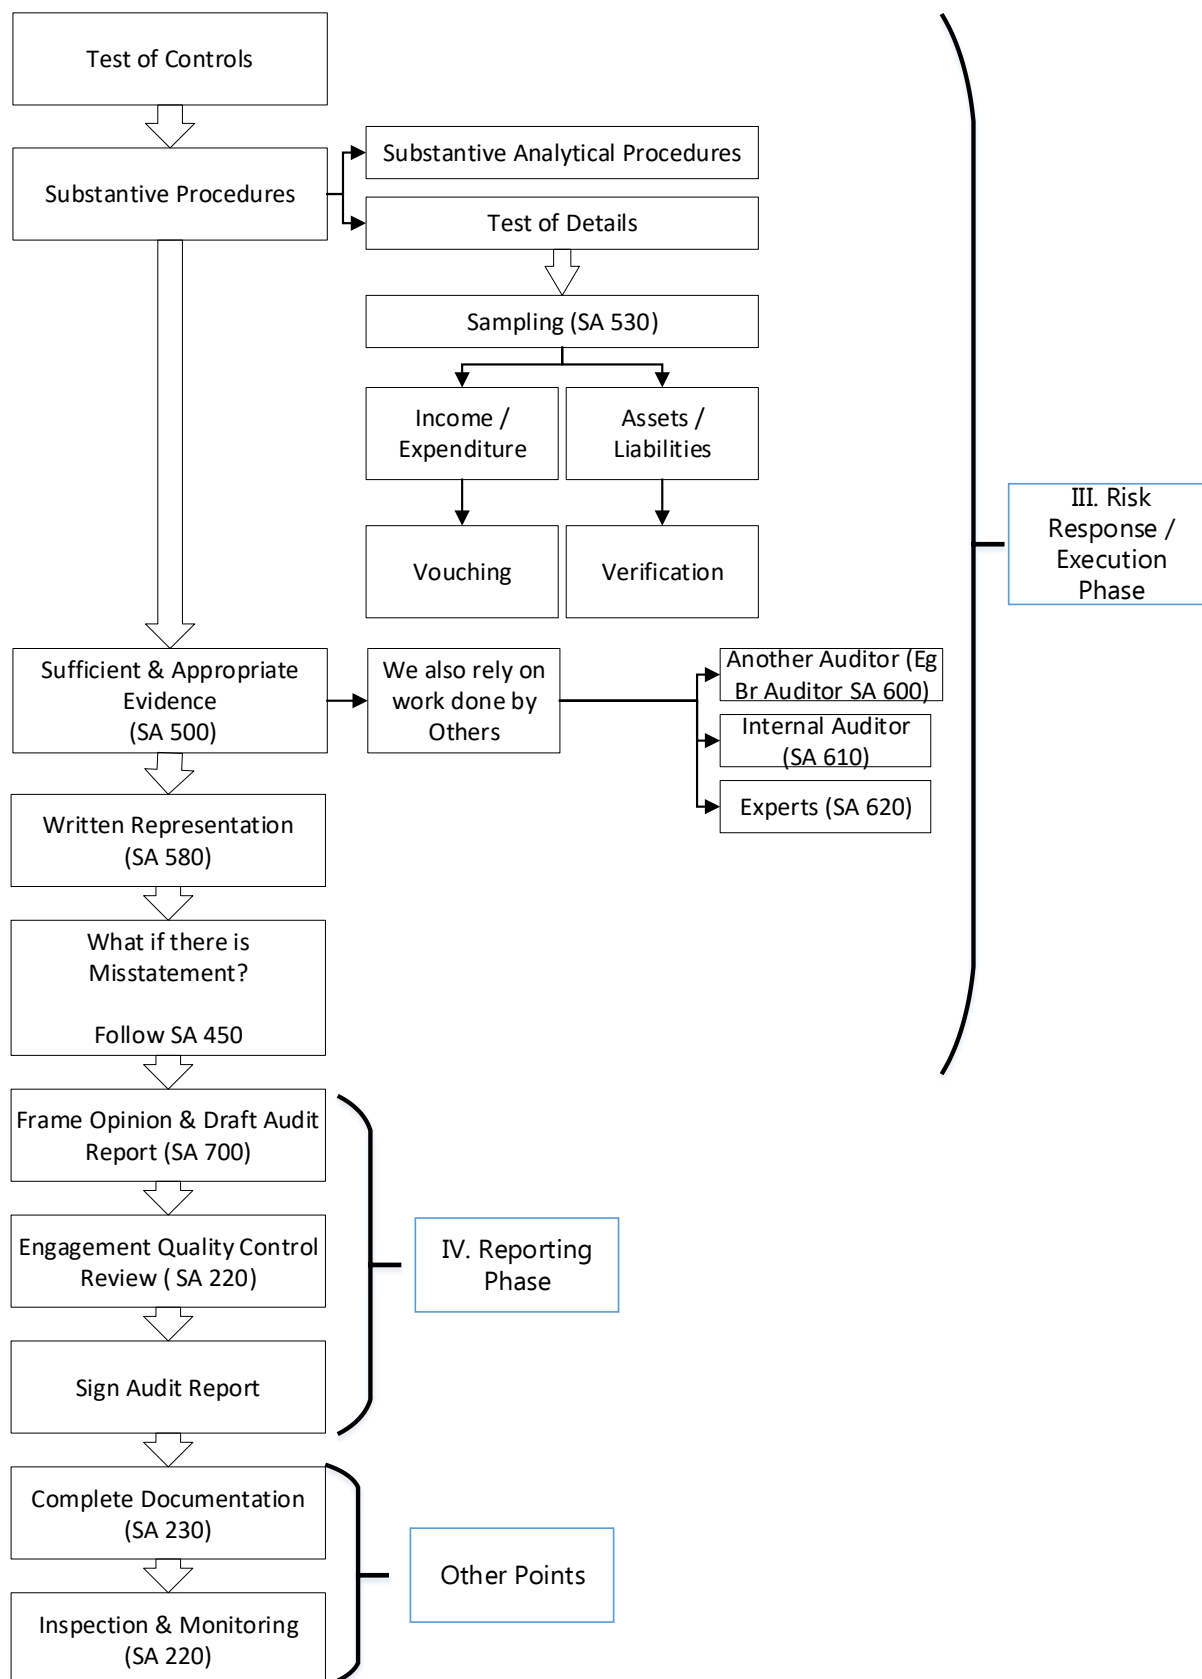 Test of Controls
Substantive Procedures
Substantive Analytical Procedures
Test of Details
Sampling (SA 530)
Income /
Expenditure
Assets /
Liabilities
Vouching
Verification
III. Risk
Response /
Execution
Phase
Sufficient & Appropriate
Evidence
(SA 500)
We also rely on
work done by
Others
Another Auditor (Eg
Br Auditor SA 600)
Internal Auditor
(SA 610)
Experts (SA 620)
Written Representation
(SA 580)
What if there is
Misstatement?
Follow SA 450
Frame Opinion & Draft Audit
Report (SA 700)
Engagement Quality Control
Review ( SA 220)
IV. Reporting
Phase
Sign Audit Report
Complete Documentation
(SA 230)
Other Points
Inspection & Monitoring
(SA 220)